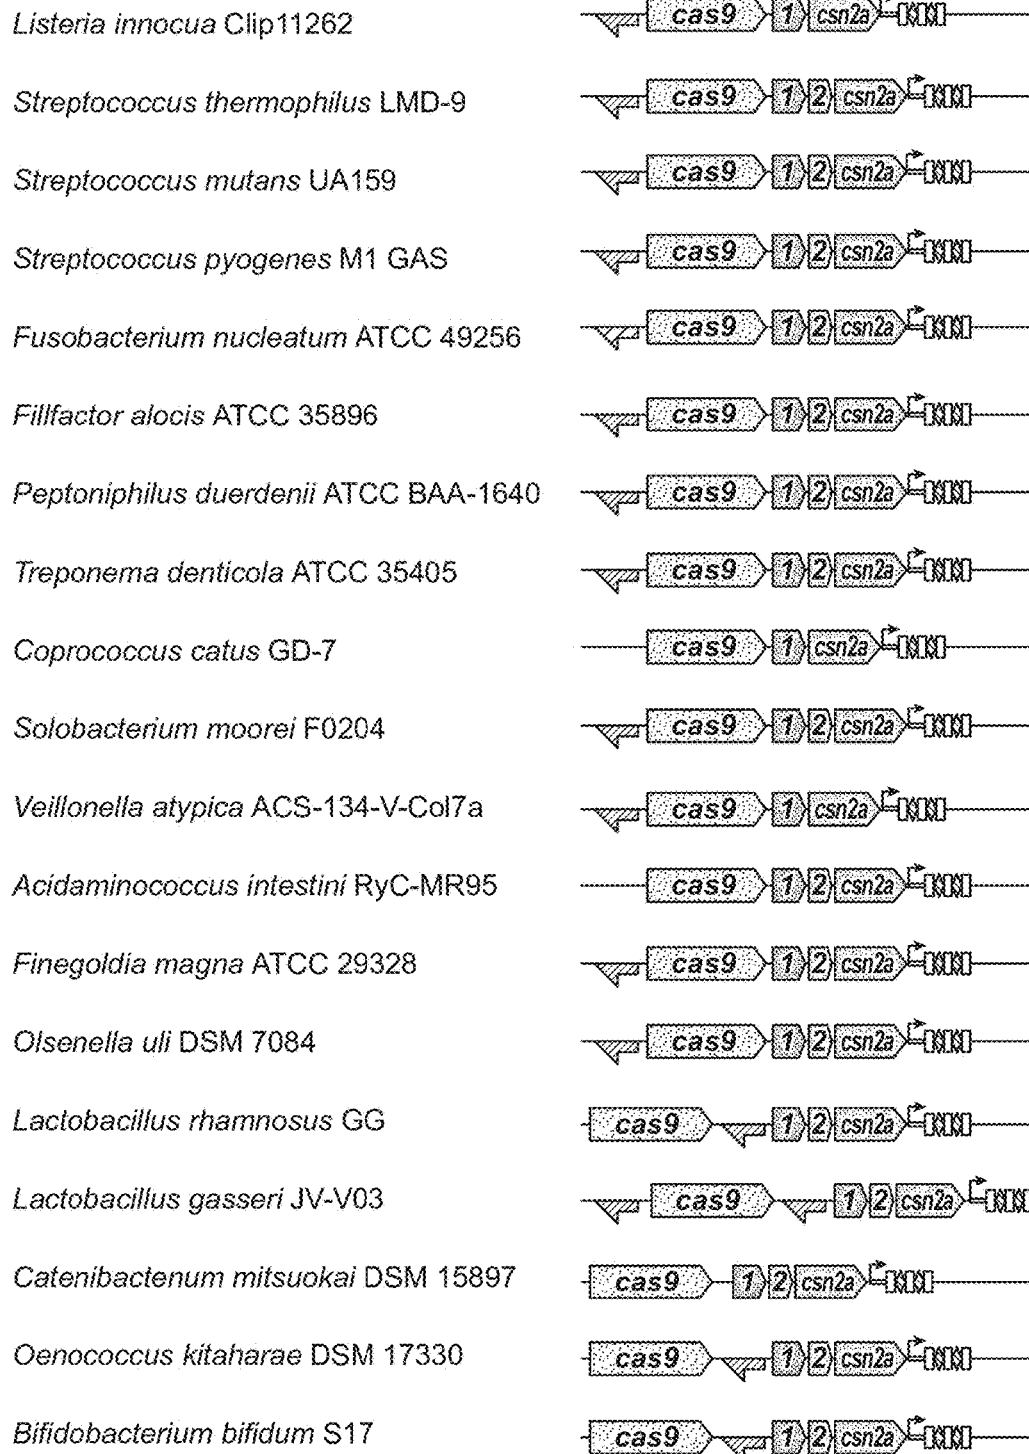 Listeria innocua Clip11262 cas9 1 csn2a
Streptococcus thermophilus LMD-9 cas9 1 2 csn2a
Streptococcus mutans UA159 cas9 1 2 csn2a
Streptococcus pyogenes M1 GAS cas9 1 2 csn2a
Fusobacterium nucleatum ATCC 49256 cas9 1 2 csn2a
Fillfactor alocis ATCC 35896 cas9 1 2 csn2a
Peptoniphilus duerdenii ATCC BAA-1640 cas9 1 2 csn2a
Treponema denticola ATCC 35405 cas9 1 2 csn2a
Coprococcus catus GD-7 cas9 1 csn2a
Solobacterium moorei F0204 cas9 1 2 csn2a
Veillonella atypica ACS-134-V-Col7a cas9 1 csn2a
Acidaminococcus intestini RyC-MR95 cas9 1 2 csn2a
Finegoldia magna ATCC 29328 cas9 1 2 csn2a
Olsenella uli DSM 7084 cas9 1 2 csn2a
Lactobacillus rhamnosus GG cas9 1 2 csn2a
Lactobacillus gasseri JV-V03 cas9 1 2 csn2a
Catenibactenum mitsuokai DSM 15897 cas9 1 2 csn2a
Oenococcus kitaharae DSM 17330 cas9 1 2 csn2a
Bifidobacterium bifidum S17 cas9 1 2 csn2a